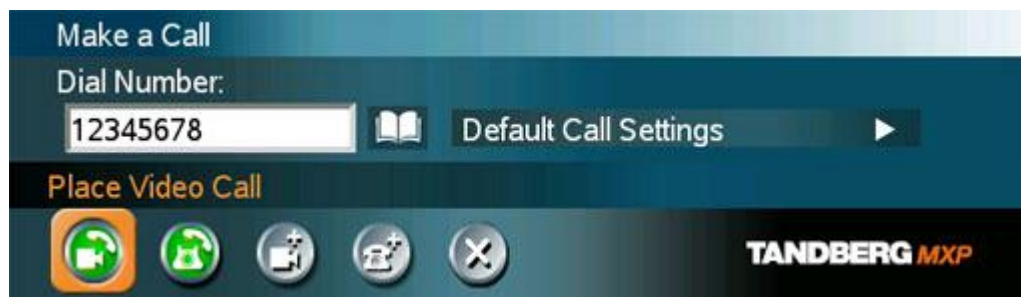 Make a Call
Dial Number:
12345678
Default Call Settings
Place Video Call
TANDBERG MXP